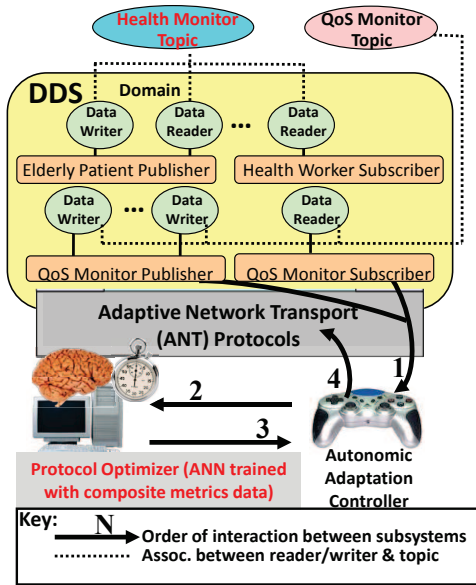 Health Monitor
Topic
QoS Monitor
Topic
DDS
Domain
Data
Writer
Data
Reader
...
Data
Reader
Elderly Patient Publisher
Health Worker Subscriber
Data
Writer
...
Data
Writer
Data
Reader
QoS Monitor Publisher
QoS Monitor Subscriber
Adaptive Network Transport
(ANT) Protocols
1
4
2
3
Protocol Optimizer (ANN trained
with composite metrics data)
Autonomic
Adaptation
Controller
Key:
N
Order of interaction between subsystems
Assoc. between reader/writer & topic